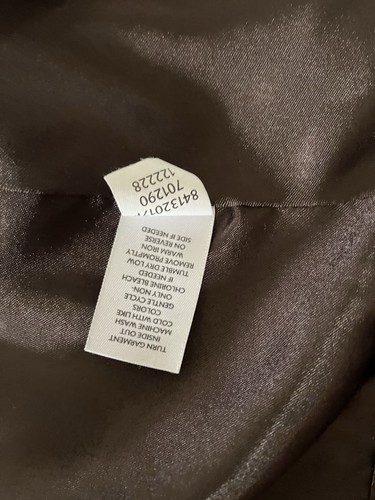 TURN GARMENT
INSIDE OUT
MACHINE WASH
COLD WITH LIKE
COLORS
GENTLE CYCLE
ONLY NON-
CHLORINE BLEACH
IF NEEDED
TUMBLE DRY LOW
REMOVE PROMPTLY
WARM IRON
ON REVERSE
SIDE IF NEEDED
701290
122228